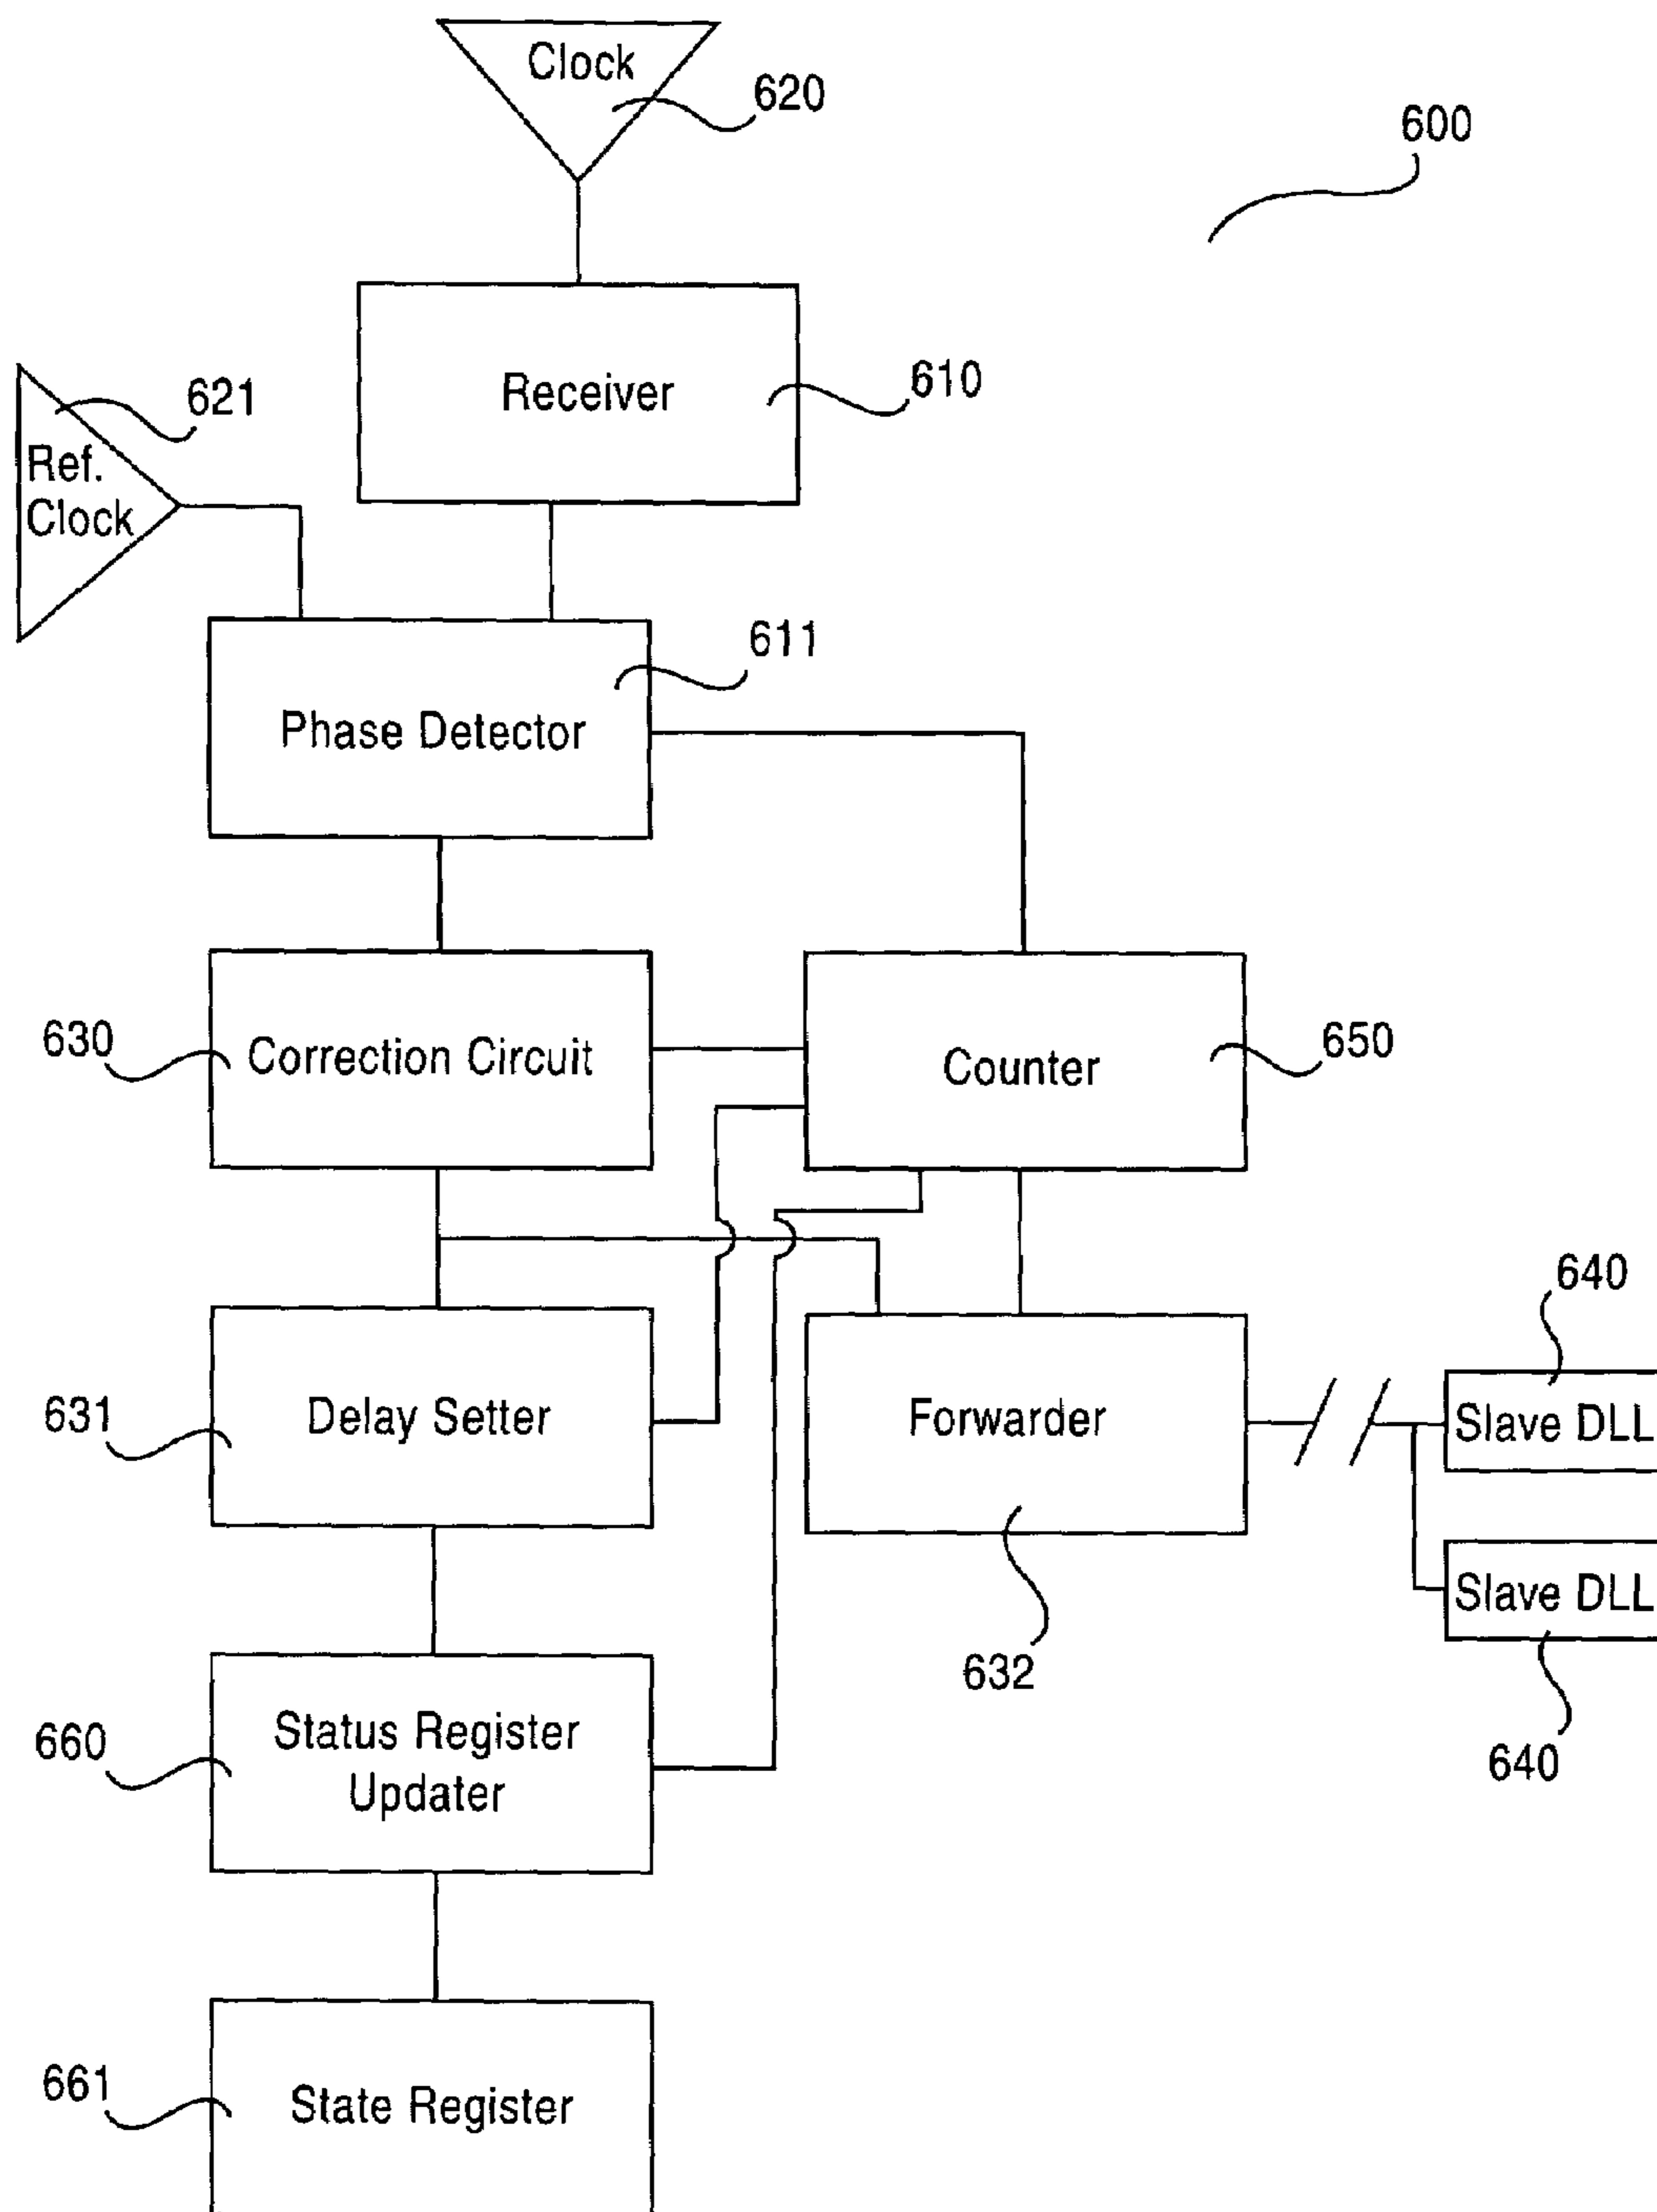 Clock
620
600
Receiver
610
621
Ref.
Clock
611
Phase Detector
630
Correction Circuit
Counter
650
631
Delay Setter
Forwarder
640
Slave DLL
Slave DLL
640
632
660
Status Register
Updater
661
State Register